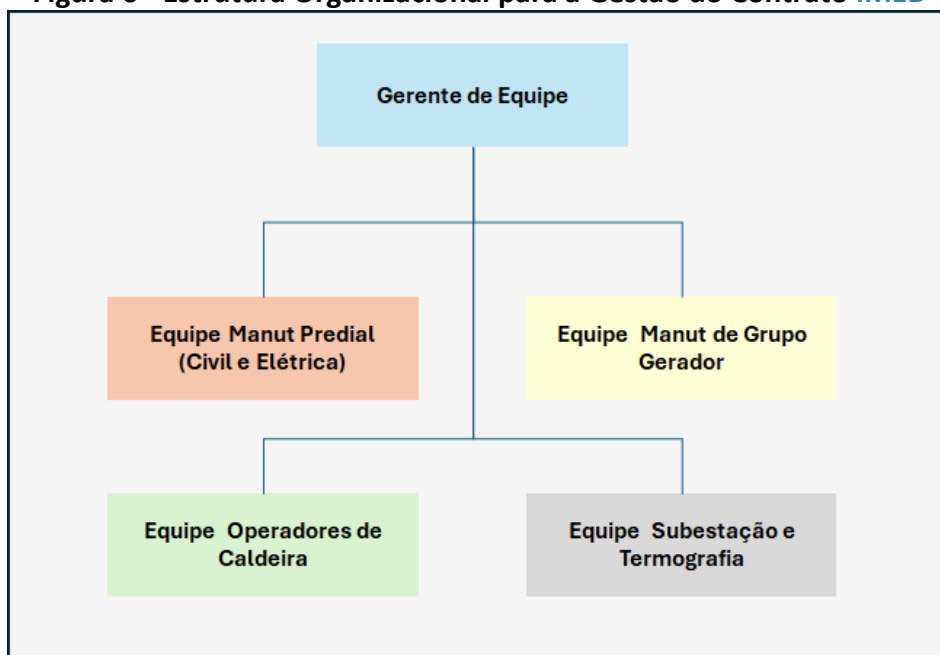 Estrutura Organizacional para a Gestão do Contrato
Gerente de Equipe
Equipe Manut Predial
(Civil e Elétrica)
Equipe Manut de Grupo
Gerador
Equipe Operadores de
Caldeira
Equipe Subestação e
Termografia